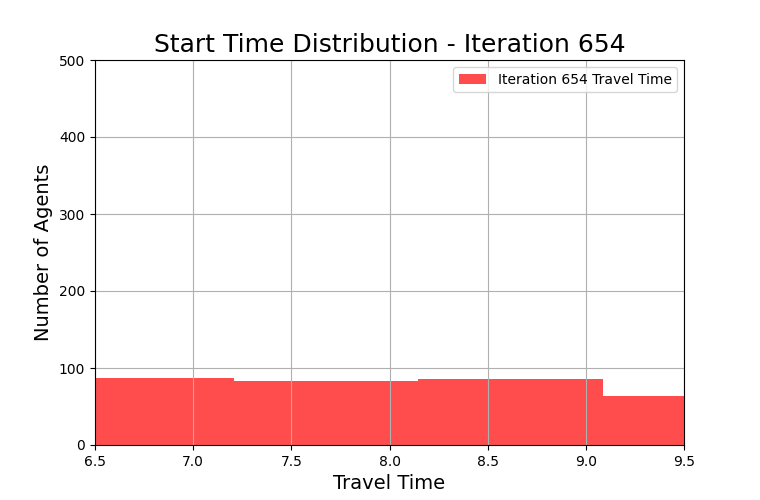 Start Time Distribution - Iteration 654
Iteration 654 Travel Time
Number of Agents
500
400
300
200
100
0
6.5 7.0 7.5 8.0 8.5 9.0 9.5
Travel Time